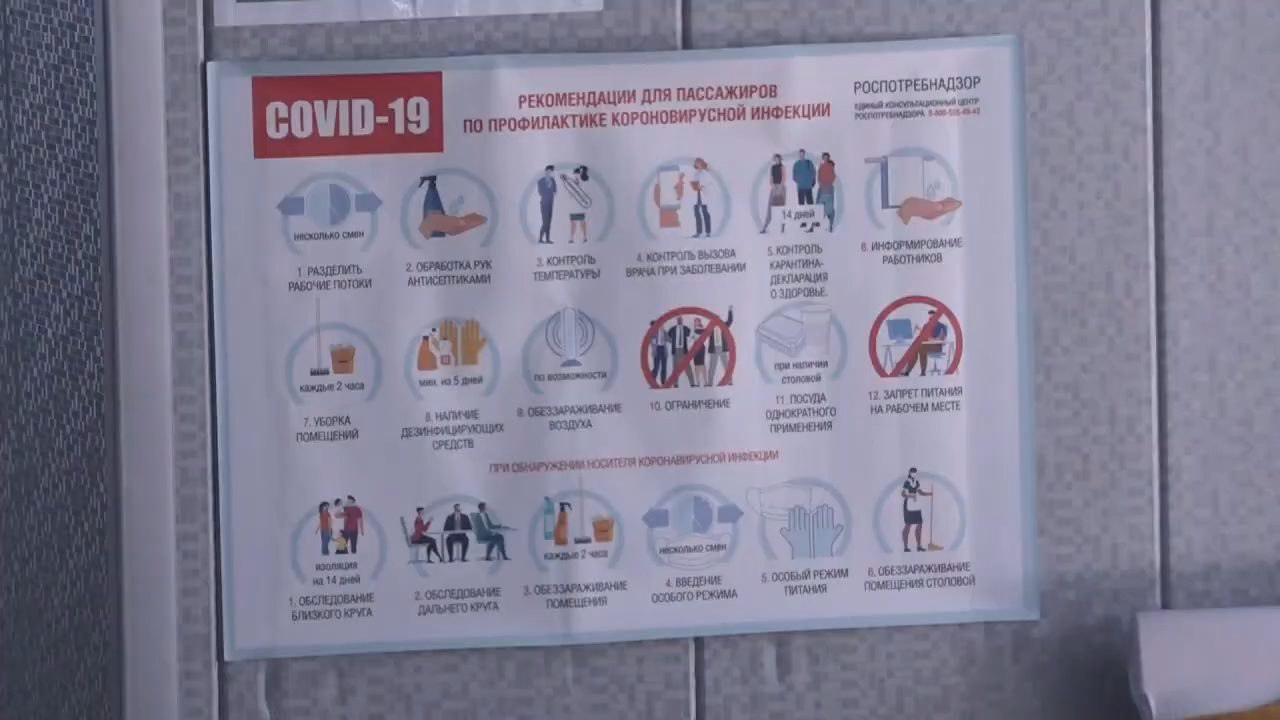 COVID-19
РЕКОМЕНДАЦИИ ДЛЯ ПАССАЖИРОВ
ПО ПРОФИЛАКТИКЕ КОРОНОВИРУСНОЙ ИНФЕКЦИИ
РОСПОТРЕБНАДЗОР
ЕДИНЫЙ КОНСУЛЬТАЦИОННЫЙ ЦЕНТР
РОСПОТРЕБНАДЗОРА
несколько смен
1. РАЗДЕЛИТЬ
РАБОЧИЕ ПОТОКИ
2. ОБРАБОТКА РУК
АНТИСЕПТИКАМИ
3. КОНТРОЛЬ
ТЕМПЕРАТУРЫ
4. КОНТРОЛЬ ВЫЗОВА
ВРАЧА ПРИ ЗАБОЛЕВАНИИ
14 дней
5. КОНТРОЛЬ
КАРАНТИНА-
ДЕКЛАРАЦИЯ
О ЗДОРОВЬЕ.
6. ИНФОРМИРОВАНИЕ
РАБОТНИКОВ
каждые 2 часа
7. УБОРКА
ПОМЕЩЕНИЙ
мин. на 5 дней
8. НАЛИЧИЕ
ДЕЗИНФИЦИРУЮЩИХ
СРЕДСТВ
по возможности
9. ОБЕЗЗАРАЖИВАНИЕ
ВОЗДУХА
10. ОГРАНИЧЕНИЕ
при наличии
столовой
11. ПОСУДА
ОДНОКРАТНОГО
ПРИМЕНЕНИЯ
12. ЗАПРЕТ ПИТАНИЯ
НА РАБОЧЕМ МЕСТЕ
ПРИ ОБНАРУЖЕНИИ НОСИТЕЛЯ КОРОНАВИРУСНОЙ ИНФЕКЦИИ
изоляция
на 14 дней
1. ОБСЛЕДОВАНИЕ
БЛИЗКОГО КРУГА
2. ОБСЛЕДОВАНИЕ
ДАЛЬНЕГО КРУГА
каждые 2 часа
3. ОБЕЗЗАРАЖИВАНИЕ
ПОМЕЩЕНИЯ
несколько смен
4. ВВЕДЕНИЕ
ОСОБОГО РЕЖИМА
5. ОСОБЫЙ РЕЖИМ
ПИТАНИЯ
6. ОБЕЗЗАРАЖИВАНИЕ
ПОМЕЩЕНИЯ СТОЛОВОЙ